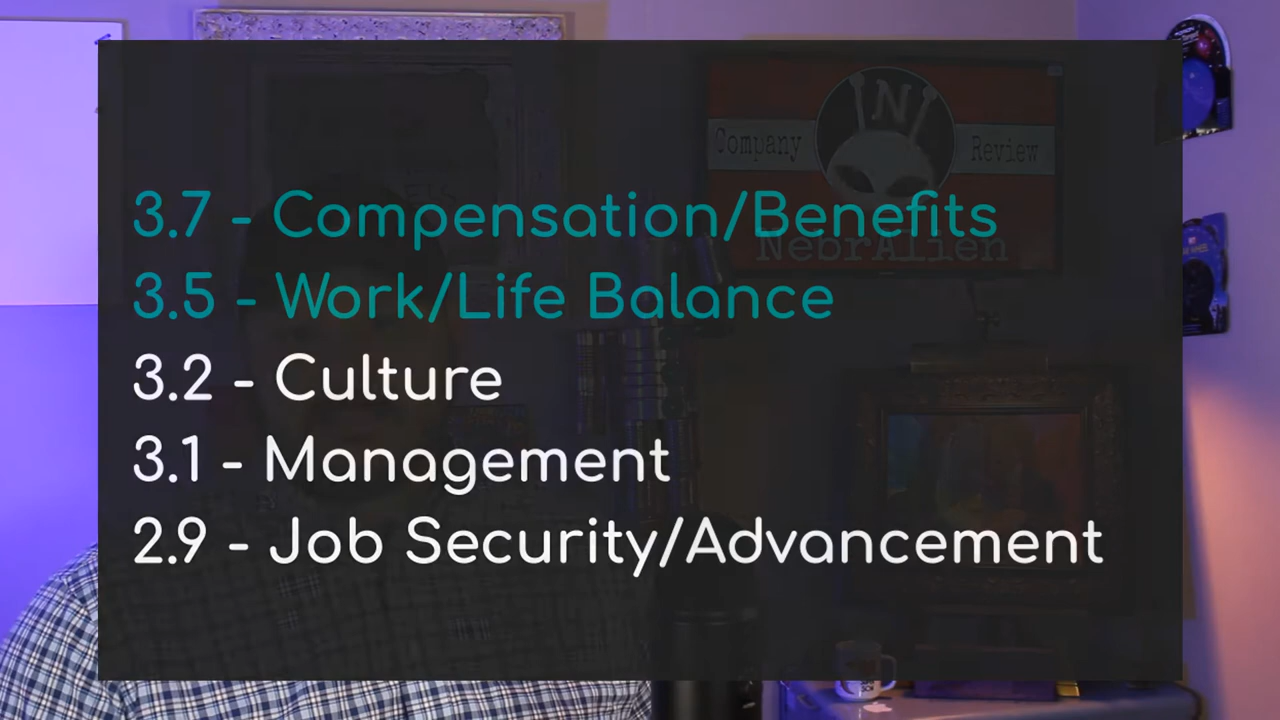 3.7 - Compensation/Benefits
3.5 - Work/Life Balance
3.2 - Culture
3.1 - Management
2.9 - Job Security/Advancement
N
Company Review
NebrAlien